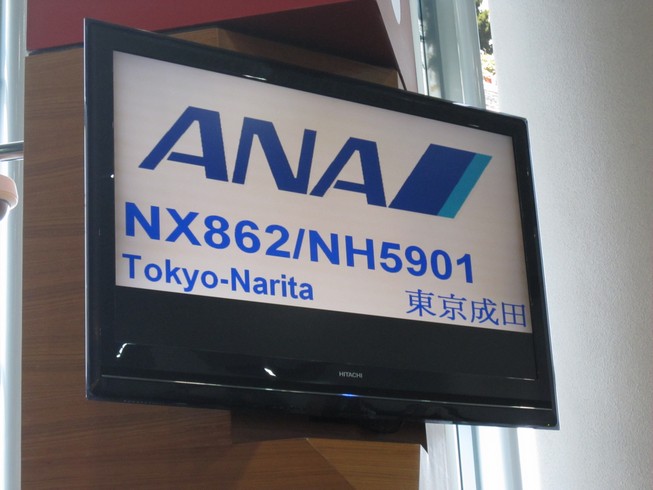 ANA
NX862/NH5901
Tokyo-Narita 東京成田
HITACHI